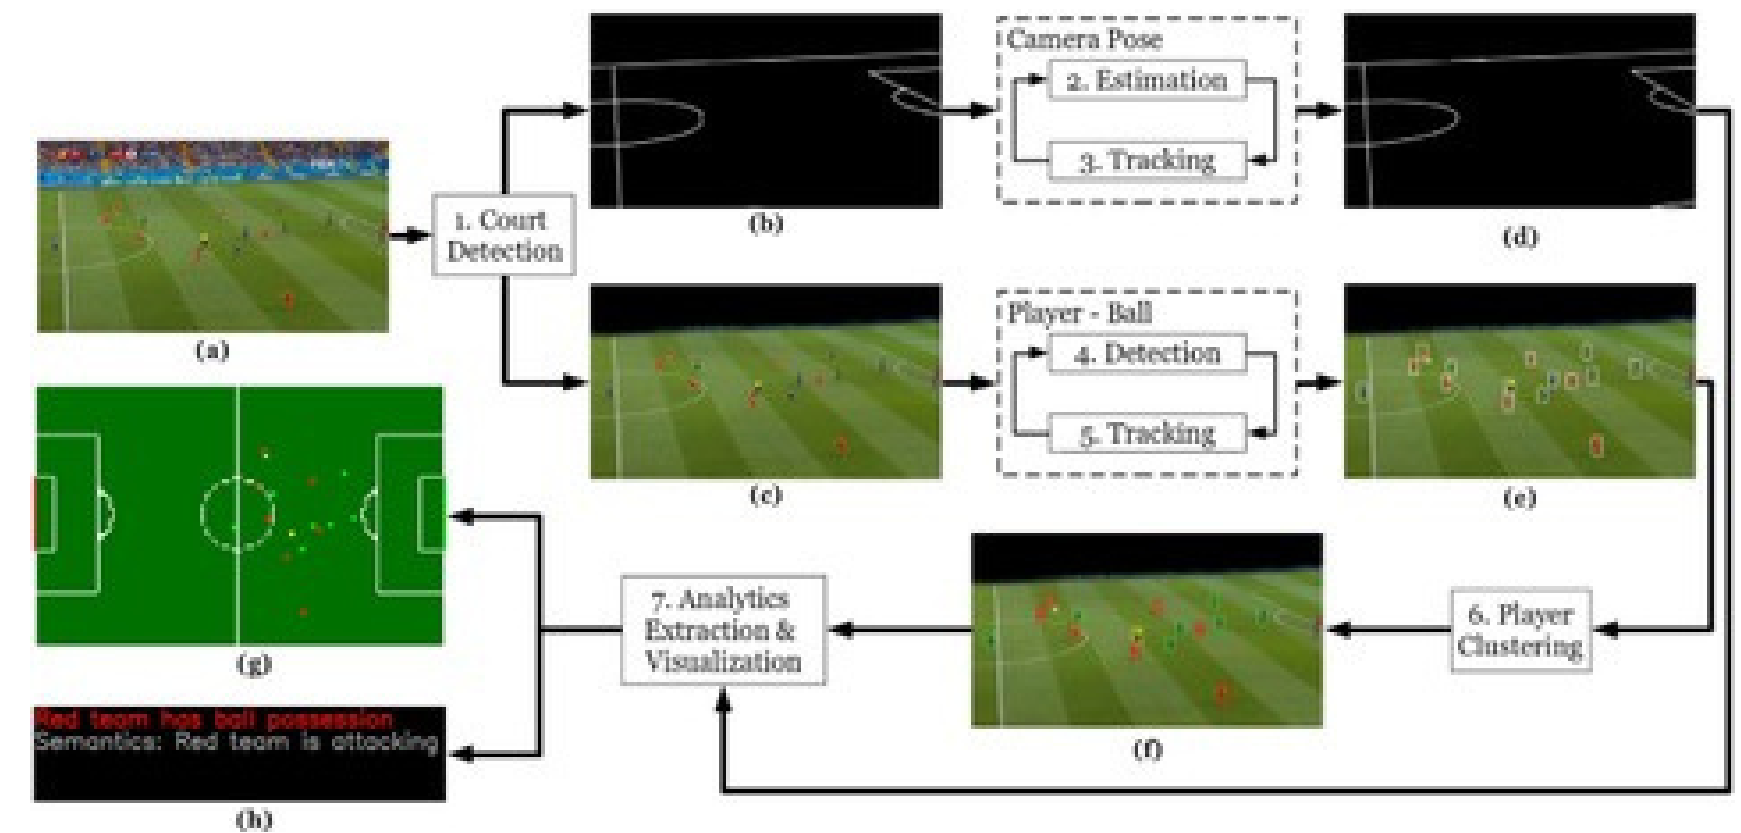 Camera Pose
2. Estimation
3. Tracking
(b)
(d)
1. Court
Detection
(a)
Player - Ball
4. Detection
5. Tracking
(c)
(e)
(g)
7. Analytics
Extraction &
Visualization
6. Player
Clustering
(f)
Red team has ball possession
Semantics: Red team is attacking
(h)